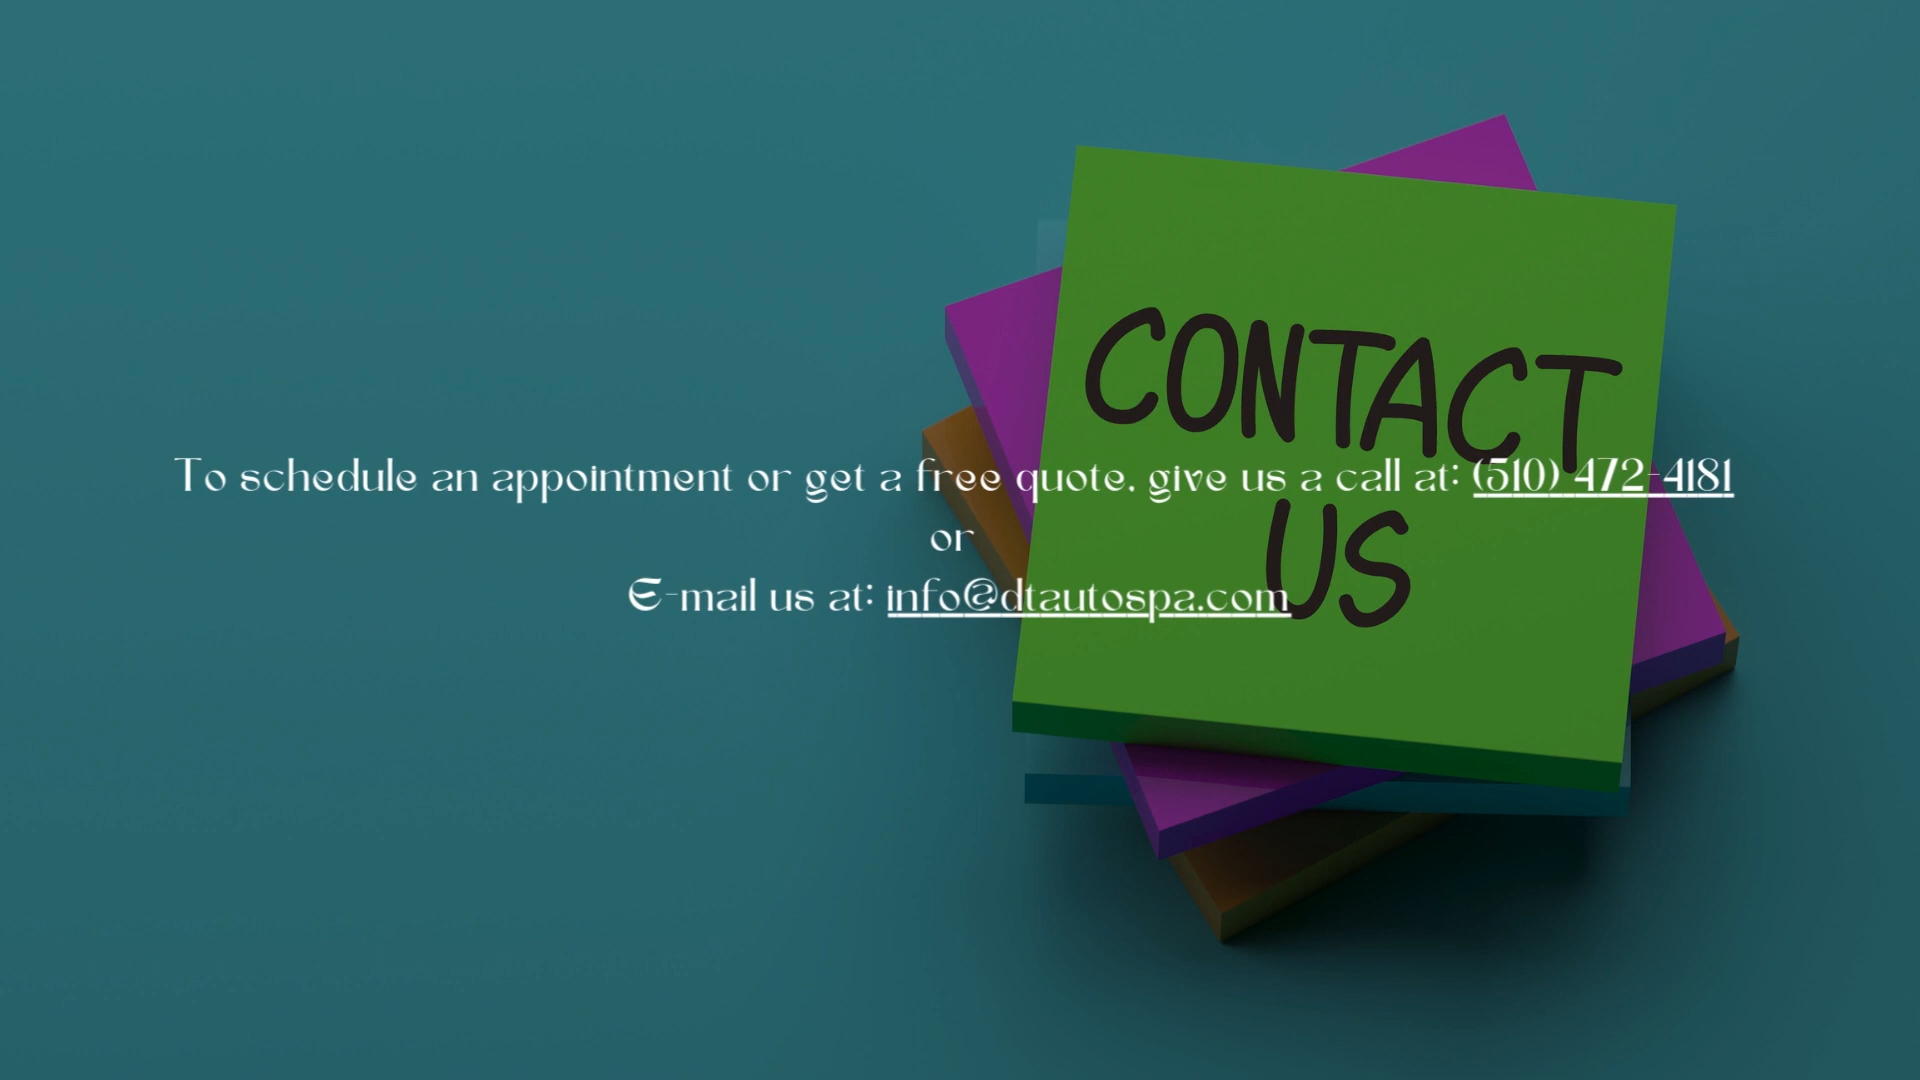 CONTACT
US
To schedule an appointment or get a free quote, give us a call at: (510) 472-4181
or
E-mail us at: info@dtautospa.com